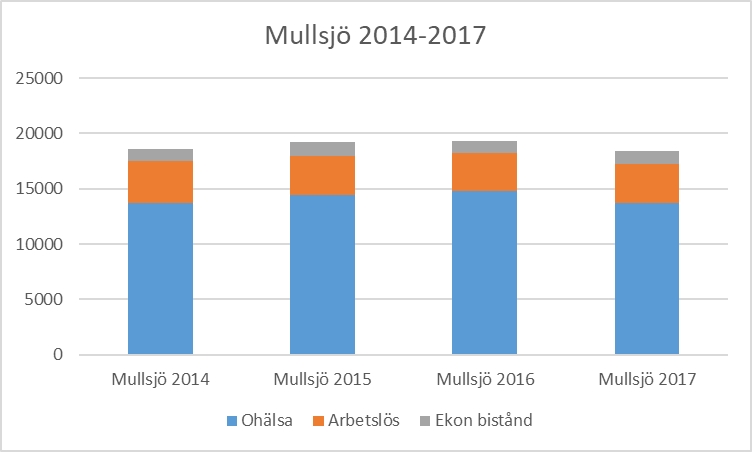 Mullsjö 2014-2017
25000
20000
15000
10000
5000
0
Mullsjö 2014 Mullsjö 2015 Mullsjö 2016 Mullsjö 2017
Ohälsa Arbetslös Ekon bistånd